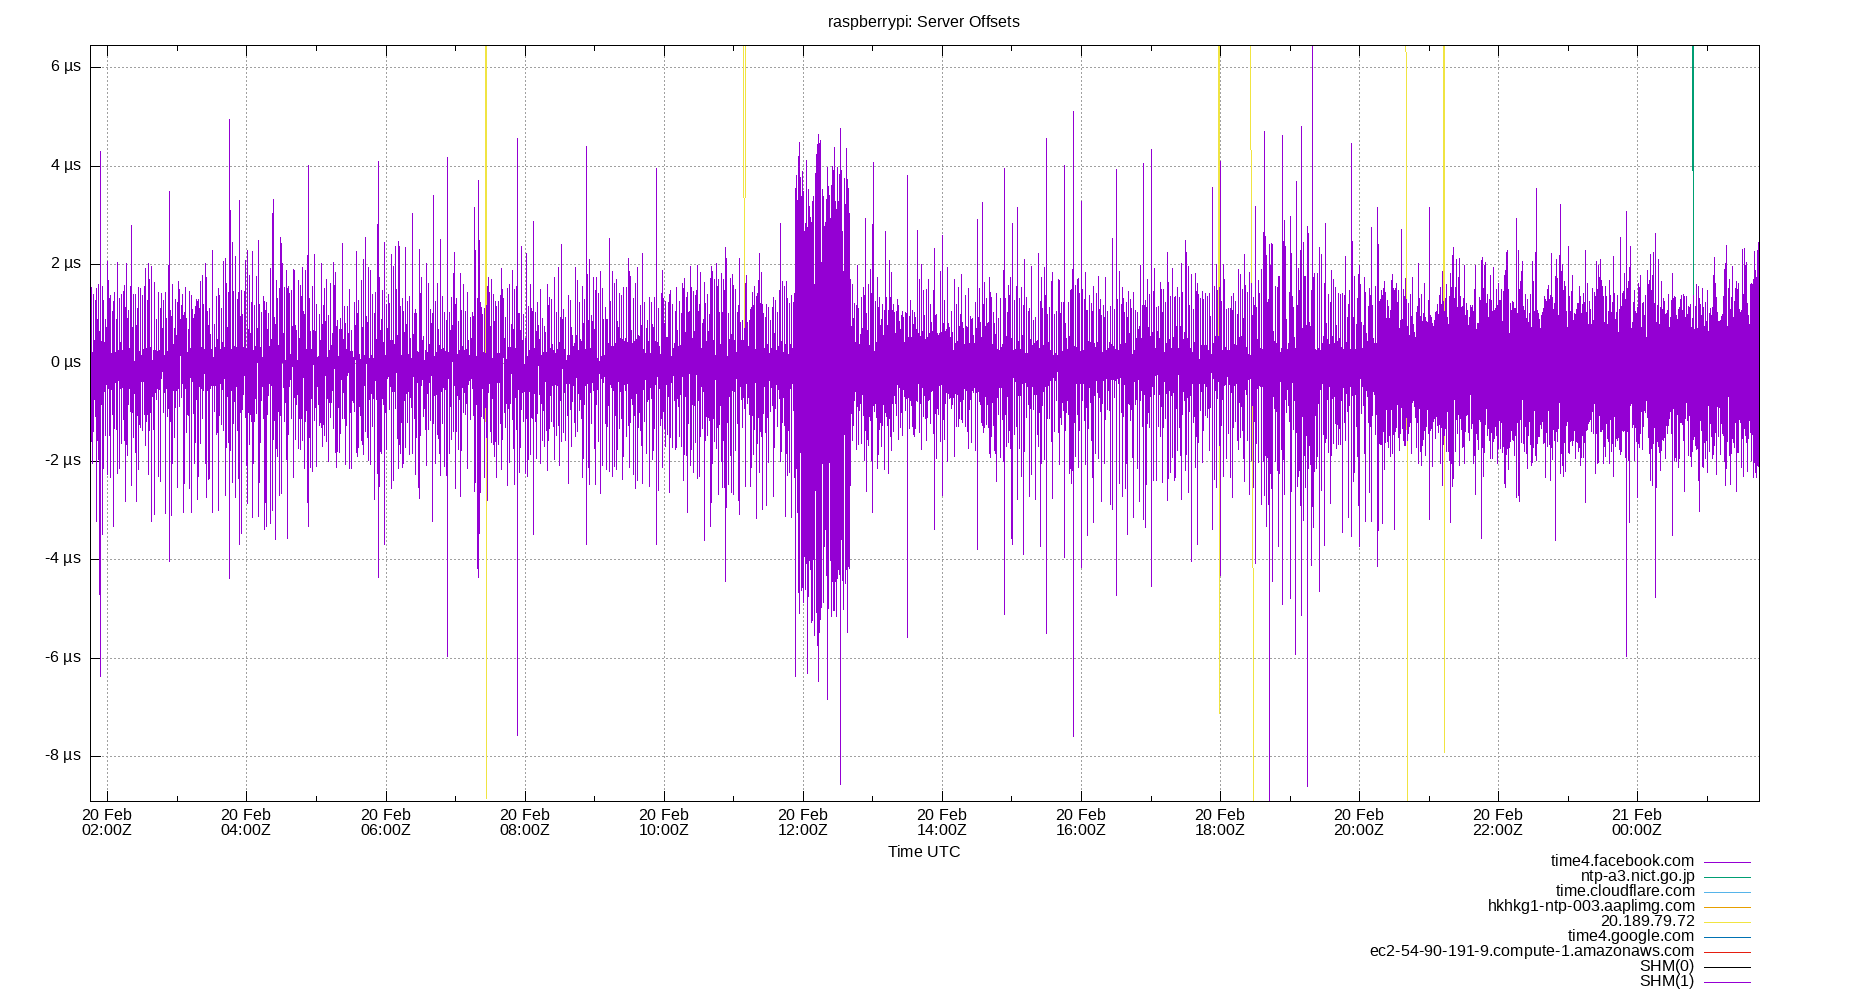 raspberrypi: Server Offsets
6 µs
4 µs
2 µs
0 µs
-2 µs
-4 µs
-6 µs
-8 µs
20 Feb 20 Feb 20 Feb 20 Feb 20 Feb 20 Feb 20 Feb 20 Feb 20 Feb 20 Feb 20 Feb 21 Feb
02:00Z 04:00Z 06:00Z 08:00Z 10:00Z 12:00Z 14:00Z 16:00Z 18:00Z 20:00Z 22:00Z 00:00Z
Time UTC
time4.facebook.com
ntp-a3.nict.go.jp
time.cloudflare.com
hkhkg1-ntp-003.aaplimg.com
20.189.79.72
time4.google.com
ec2-54-90-191-9.compute-1.amazonaws.com
SHM(0)
SHM(1)